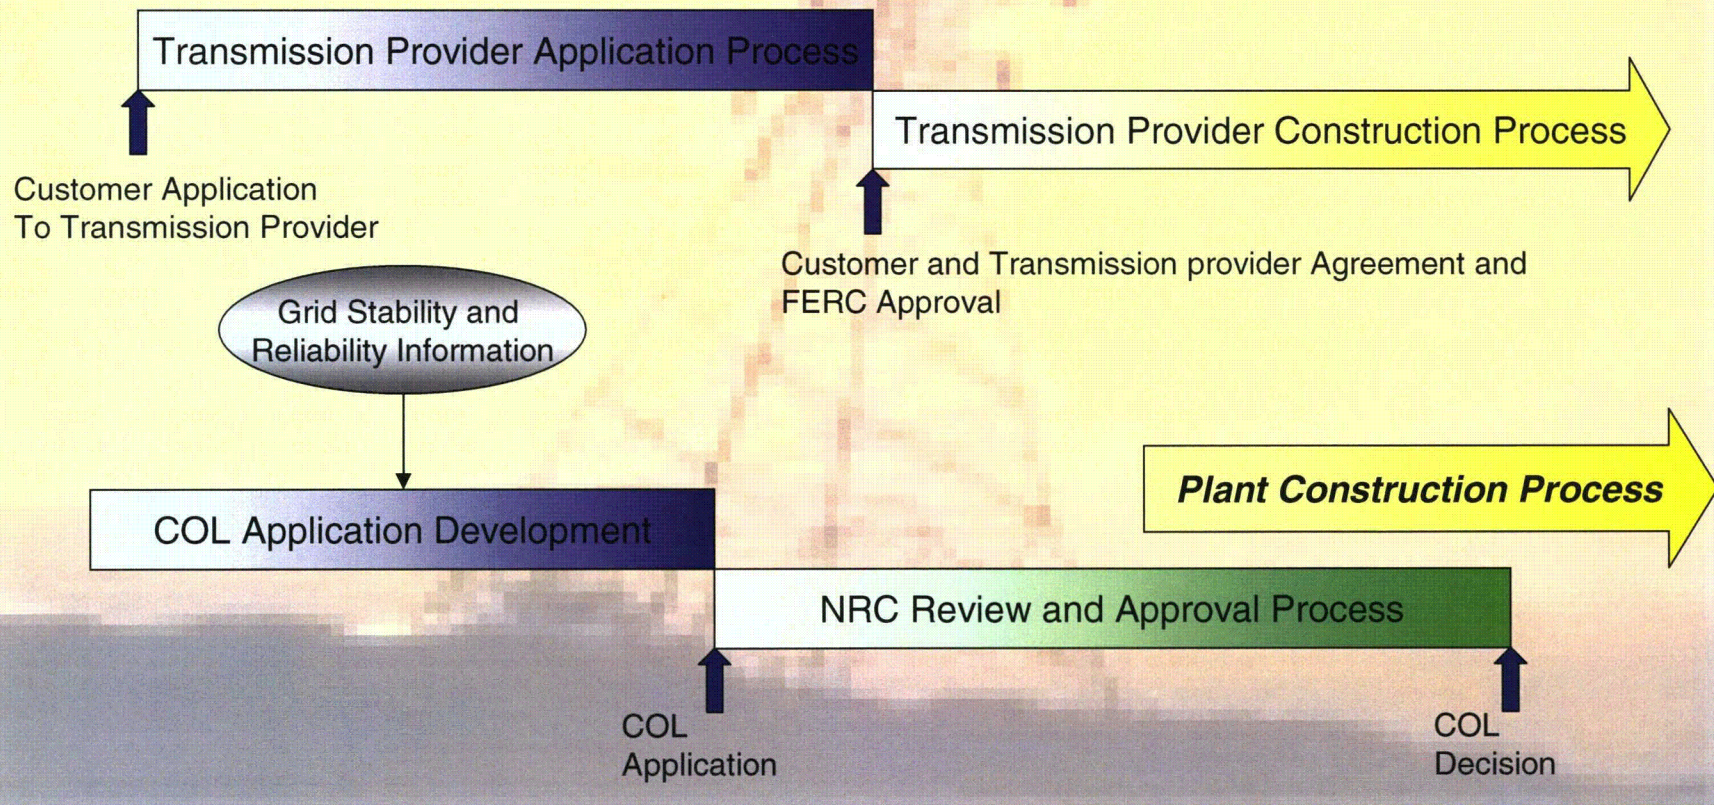 Transmission Provider Application Process
Transmission Provider Construction Process
Customer Application
To Transmission Provider
Customer and Transmission provider Agreement and
FERC Approval
Grid Stability and
Reliability Information
Plant Construction Process
COL Application Development
NRC Review and Approval Process
COL
Application
COL
Decision